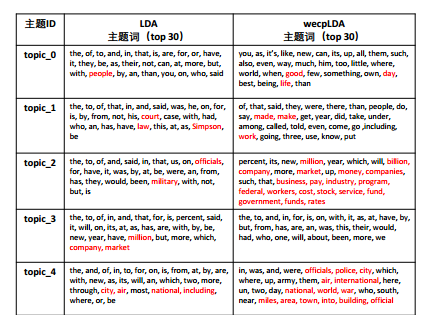 主题ID
LDA
主题词（top 30）
wecpLDA
主题词（top 30）
topic_0
the, of, to, and, in, that, is, are, for, or, have,
it, they, be, as, their, not, can, at, more, but,
with, people, by, an, than, you, on, who, said
you, as, it's, like, new, can, its, up, all, them, such,
also, even, way, much, him, too, little, where,
world, when, good, few, something, own, day,
best, being, life, than
topic_1
the, to, of, that, in, and, said, was, he, on, for,
is, by, from, not, his, court, case, with, had,
who, an, has, have, law, this, at, as, Simpson,
be
of, that, said, they, were, there, than, people, do,
say, made, make, get, year, did, take, under,
among, called, told, even, come, go ,including,
work, going, three, use, know, put
topic_2
the, to, of, and, said, in, that, us, on, officials,
for, have, it, was, by, at, be, were, an, from,
has, they, would, been, military, with, not,
but, is
percent, its, new, million, year, which, will, billion,
company, more, market, up, money, companies,
such, that, business, pay, industry, program,
federal, workers, cost, stock, service, fund,
government, funds, rates
topic_3
the, to, of, in, and, that, for, is, percent, said,
it, will, on, its, at, as, has, are, with, by, be,
new, year, have, million, but, more, which,
company, market
the, to, and, in, for, is, on, with, it, as, at, have, by,
but, from, has, are, an, was, this, their, would,
had, who, one, will, about, been, more, we
topic_4
the, and, of, in, to, for, on, is, from, at, by, are,
with, new, as, its, will, an, which, two, more,
through, city, air, most, national, including,
where, or, be
in, was, and, were, officials, police, city, which,
where, up, army, them, air, international, here,
un, two, day, national, world, war, who, south,
near, miles, area, town, into, building, official